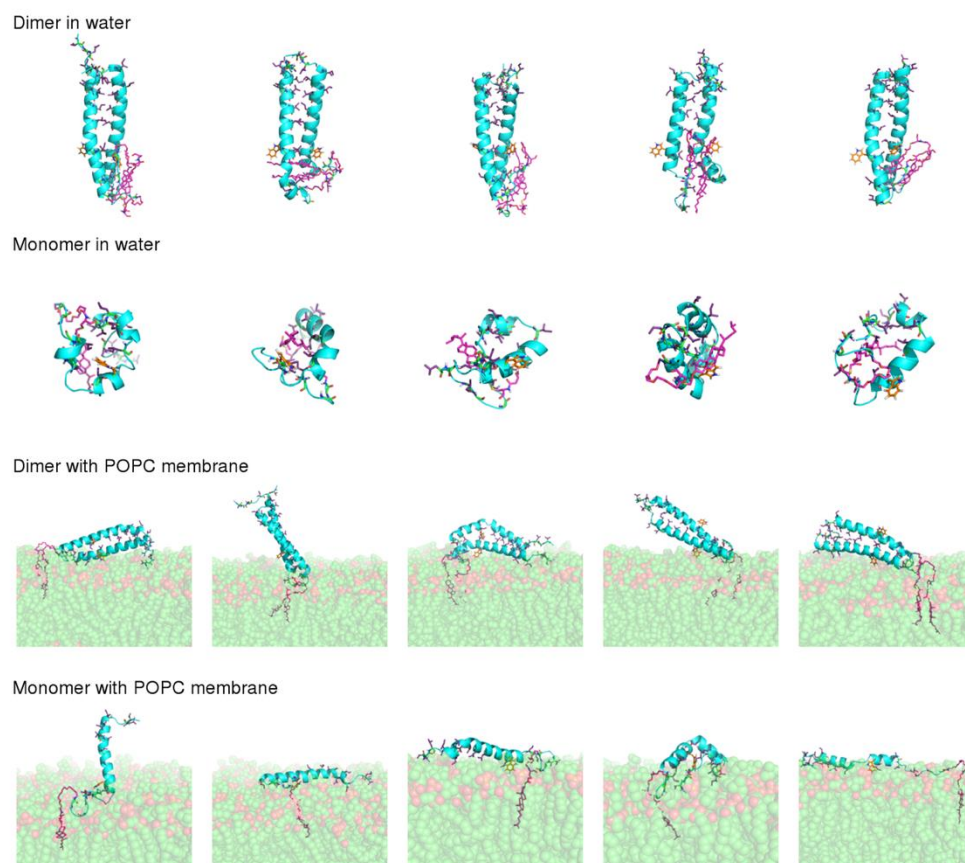 Dimer in water
Monomer in water
Dimer with POPC membrane
Monomer with POPC membrane